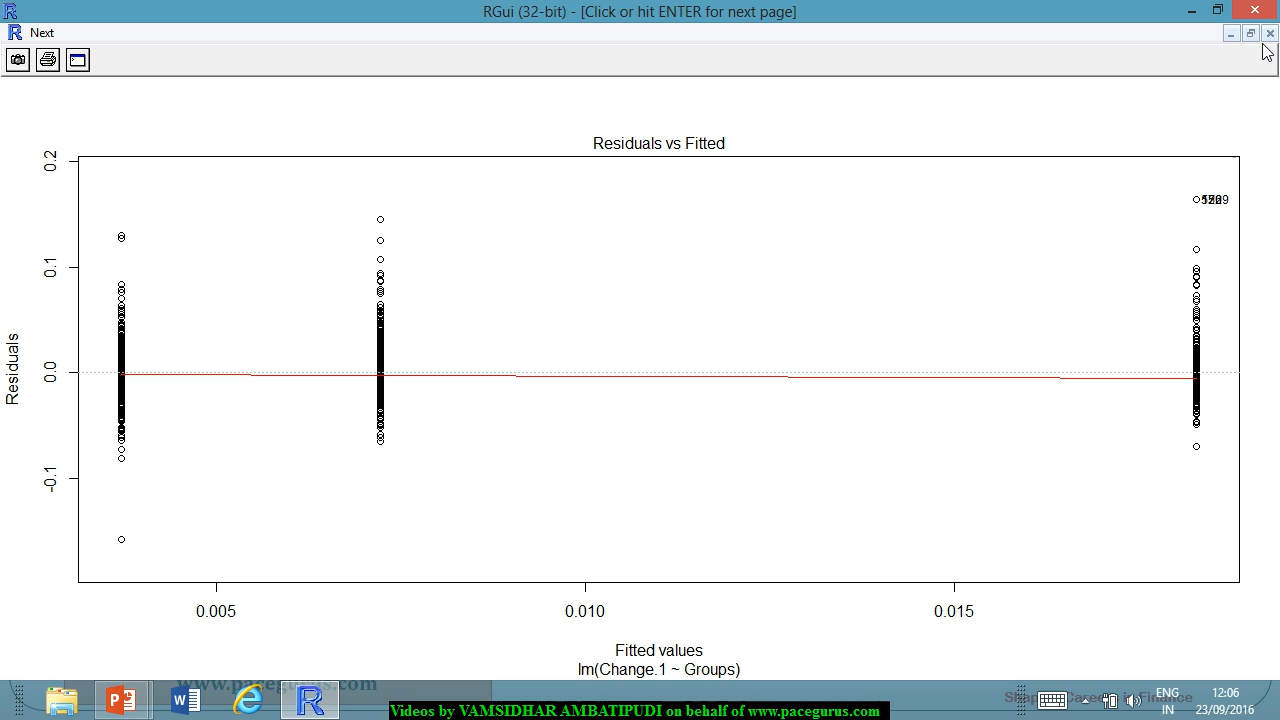 RGui (32-bit) - [Click or hit ENTER for next page]
Next
Residuals vs Fitted
0.2
0.1
0.0
-0.1
Residuals
0.005
0.010
0.015
Fitted values
lm(Change.1 ~ Groups)
ENG
IN
12:06
23/09/2016
Videos by VAMSIDHAR AMBATIPUDI on behalf of www.pacegurus.com